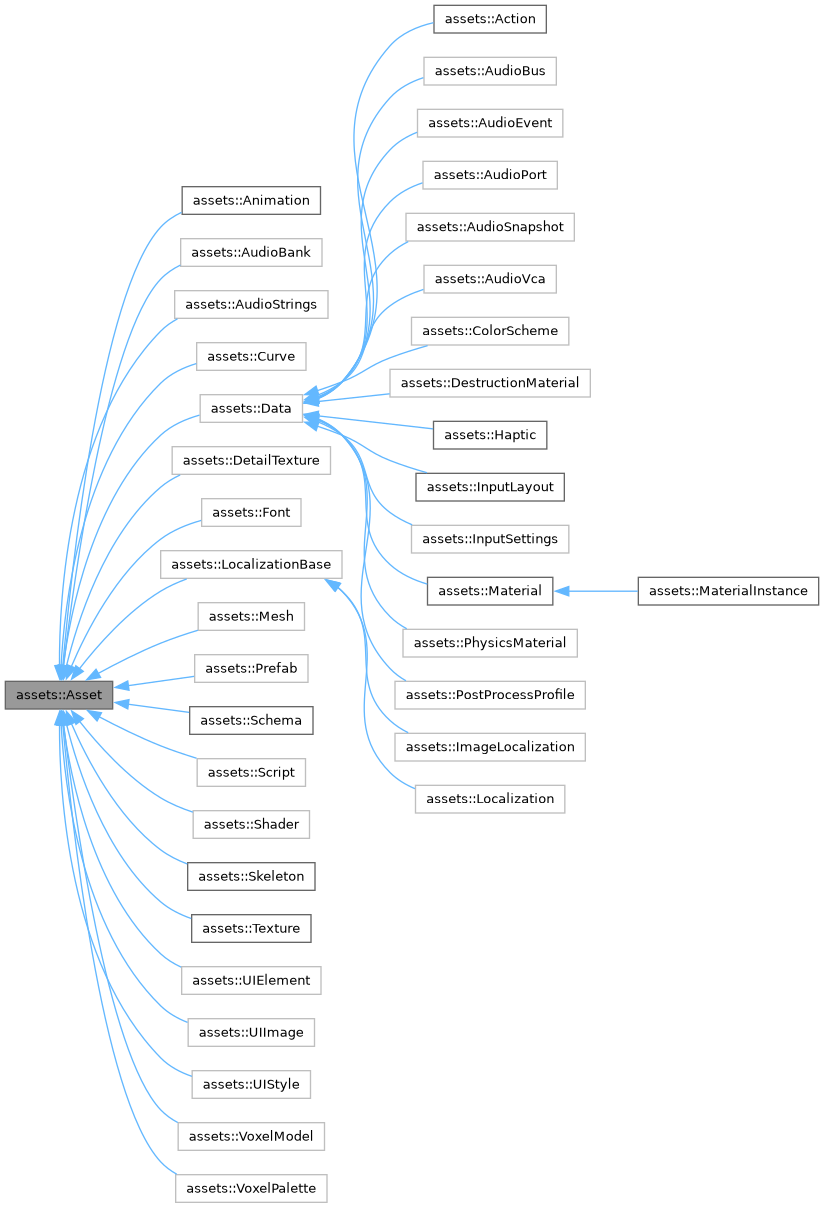 assets::Action
assets::AudioBus
assets::AudioEvent
assets::AudioPort
assets::Animation
assets::AudioSnapshot
assets::AudioBank
assets::AudioVca
assets::AudioStrings
assets::ColorScheme
assets::Curve
assets::DestructionMaterial
assets::Data
assets::Haptic
assets::DetailTexture
assets::InputLayout
assets::Font
assets::InputSettings
assets::LocalizationBase
assets::Material
assets::MaterialInstance
assets::Mesh
assets::PhysicsMaterial
assets::Prefab
assets::Asset
assets::PostProcessProfile
assets::Schema
assets::ImageLocalization
assets::Script
assets::Localization
assets::Shader
assets::Skeleton
assets::Texture
assets::UIElement
assets::UIImage
assets::UIStyle
assets::VoxelModel
assets::VoxelPalette